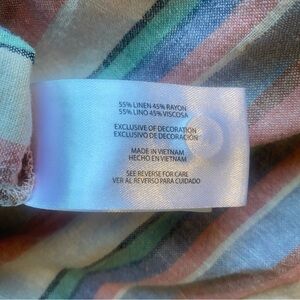 55% LINEN 45% RAYON
55% LINO 45% VISCOSA
EXCLUSIVE OF DECORATION
EXCLUSIVO DE DECORACIÓN
MADE IN VIETNAM
HECHO EN VIETNAM
SEE REVERSE FOR CARE
VER AL REVERSO PARA CUIDADO